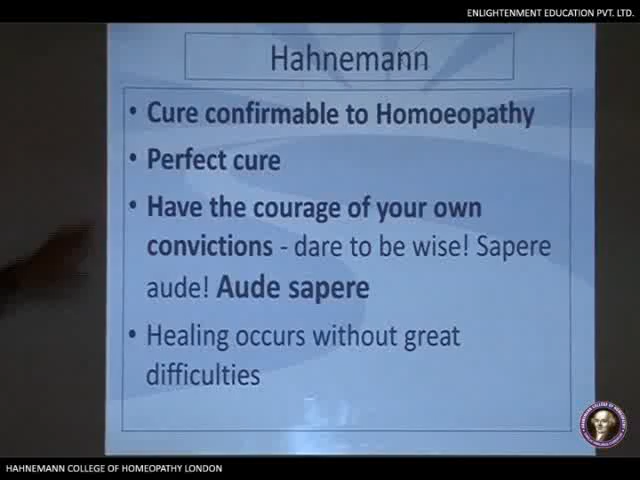 ENLIGHTENMENT EDUCATION PVT. LTD.
Hahnemann
• Cure confirmable to Homoeopathy
• Perfect cure
• Have the courage of your own
convictions - dare to be wise! Sapere
aude! Aude sapere
• Healing occurs without great
difficulties
HAHNEMANN COLLEGE OF HOMEOPATHY LONDON